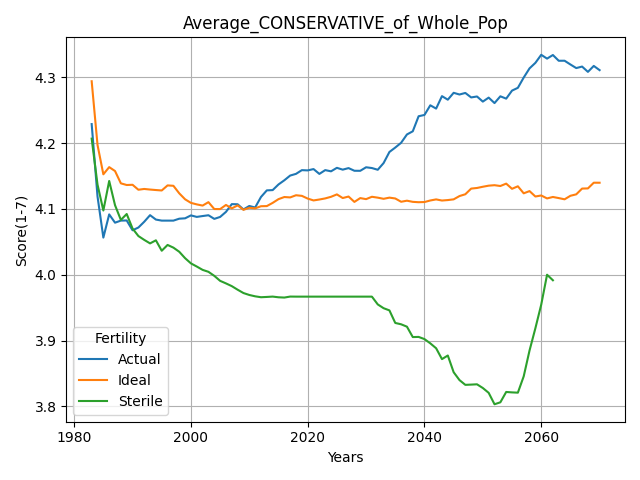 Average_CONSERVATIVE_of_Whole_Pop
Score(1-7)
4.3
4.2
4.1
4.0
3.9
3.8
Fertility
Actual
Ideal
Sterile
1980
2000
2020
2040
2060
Years